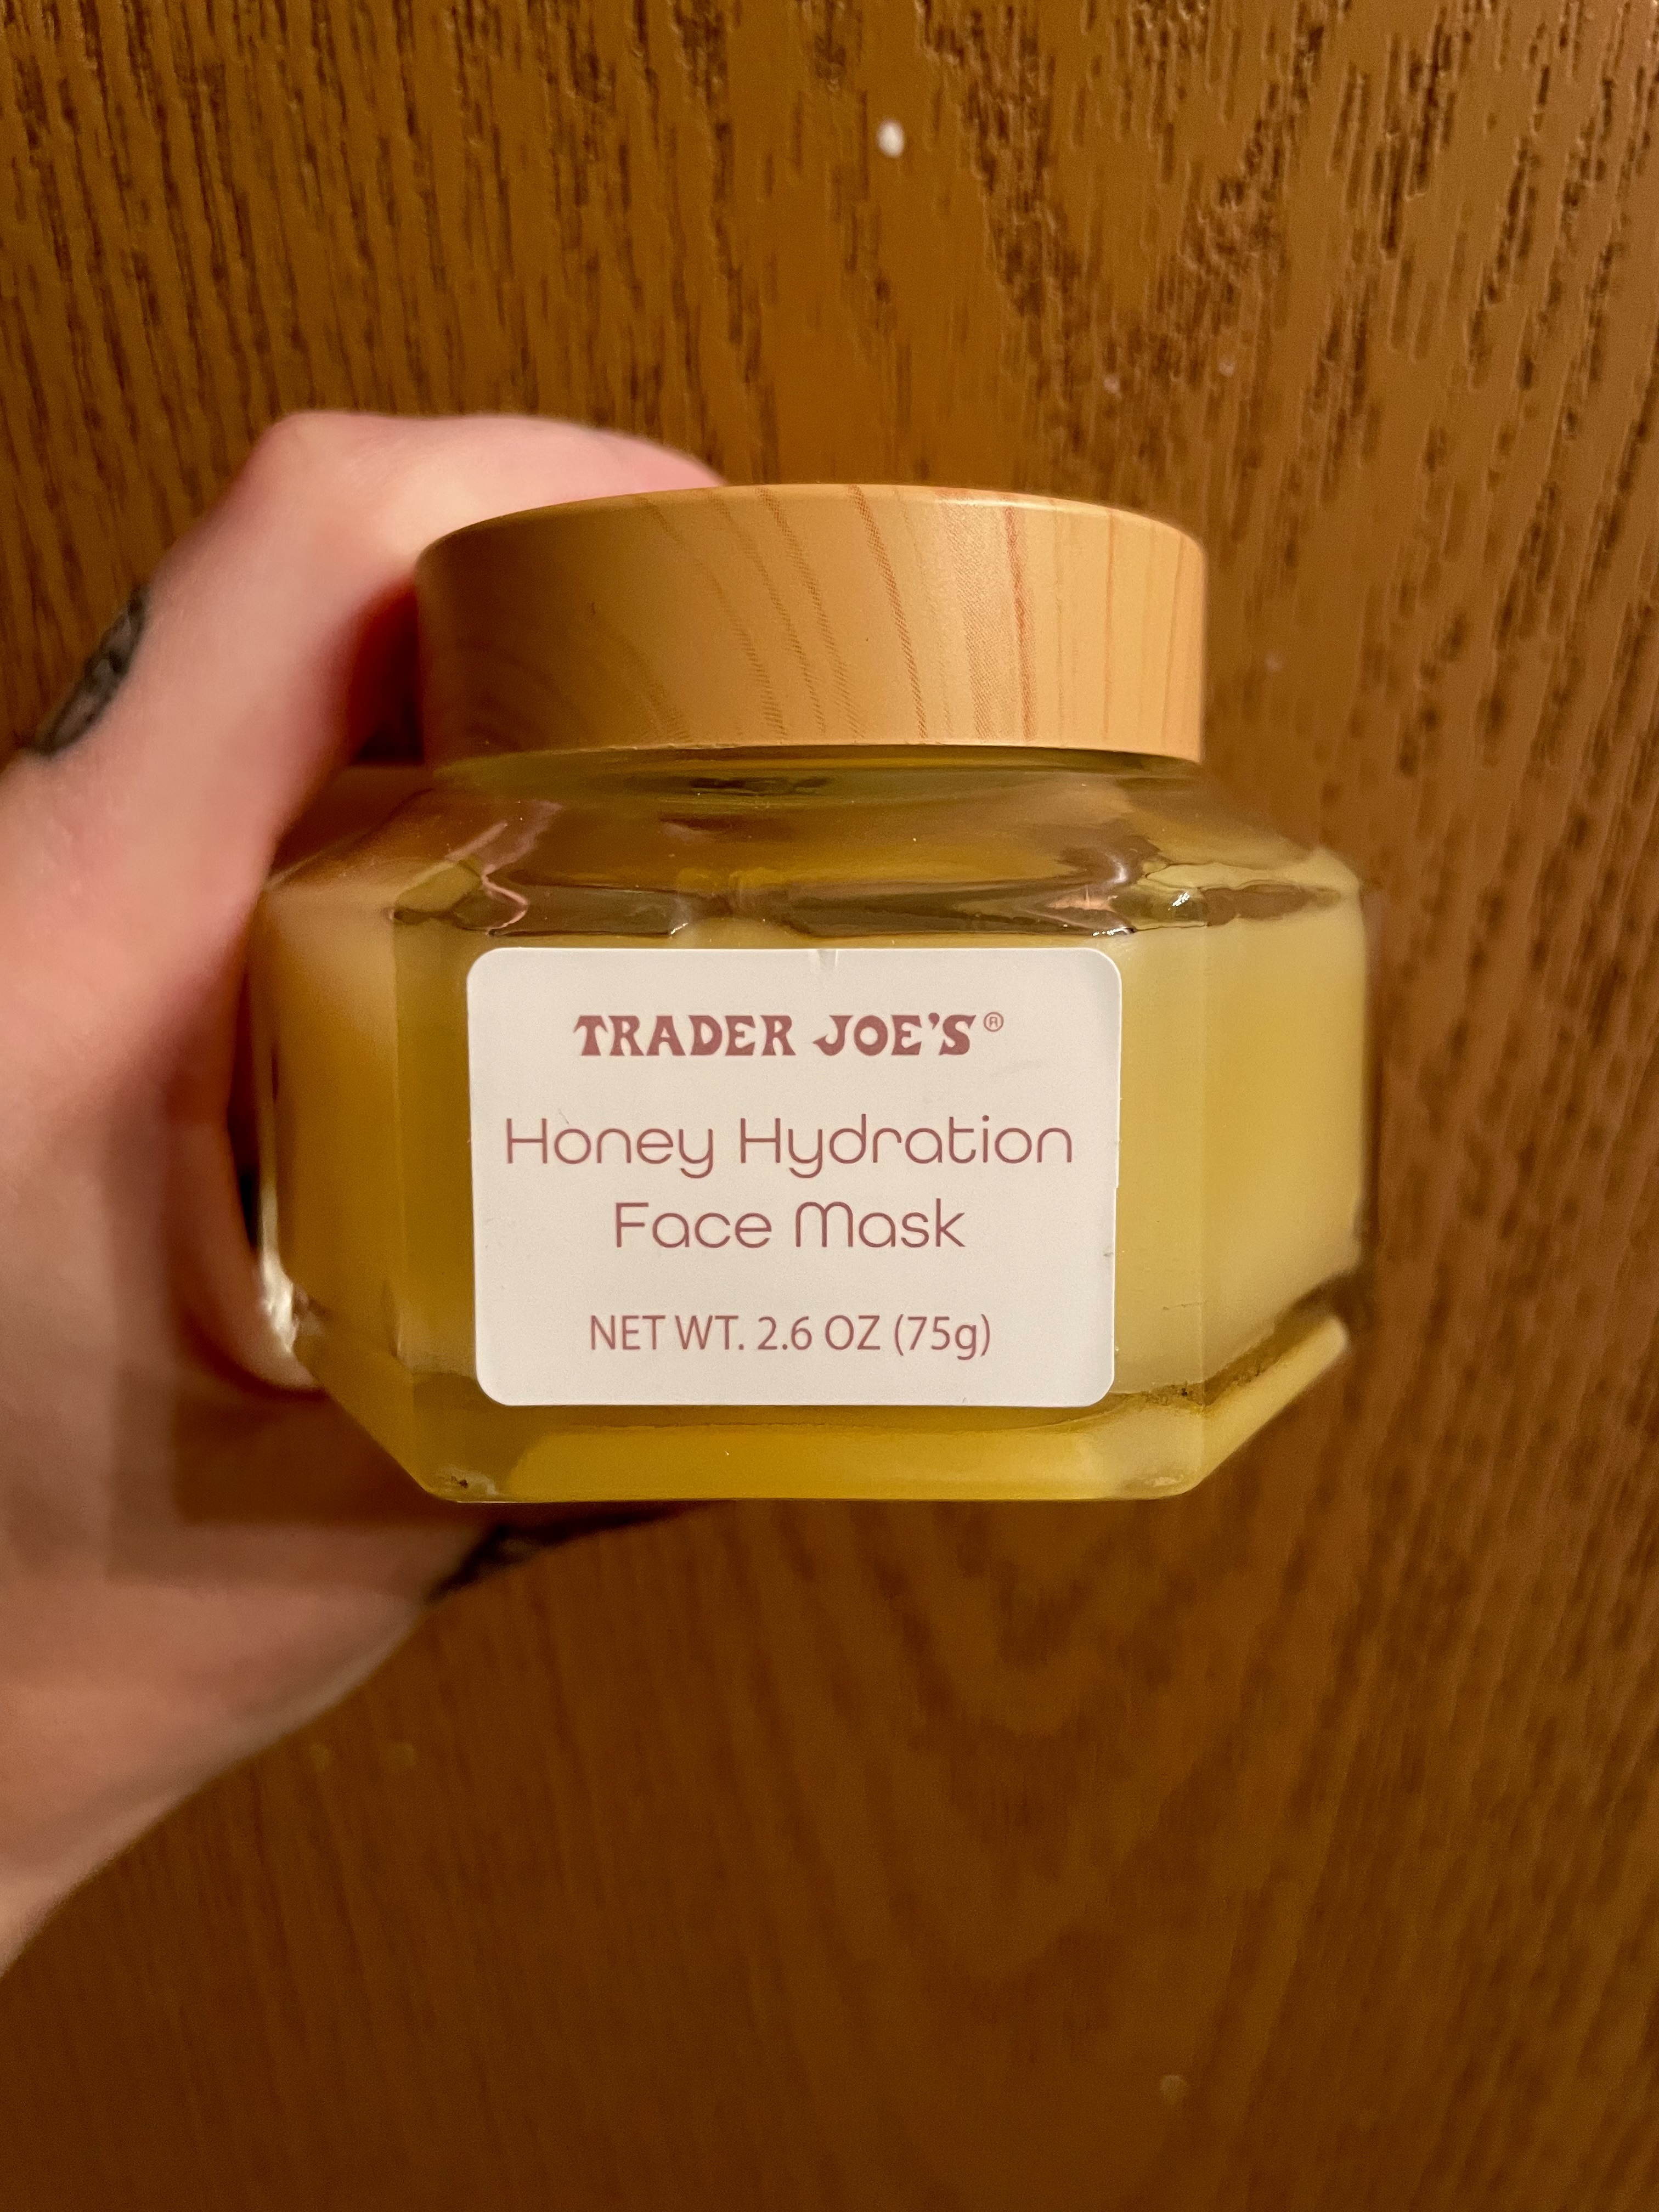 TRADER JOE'S®
Honey Hydration
Face Mask
NET WT. 2.6 OZ (75g)